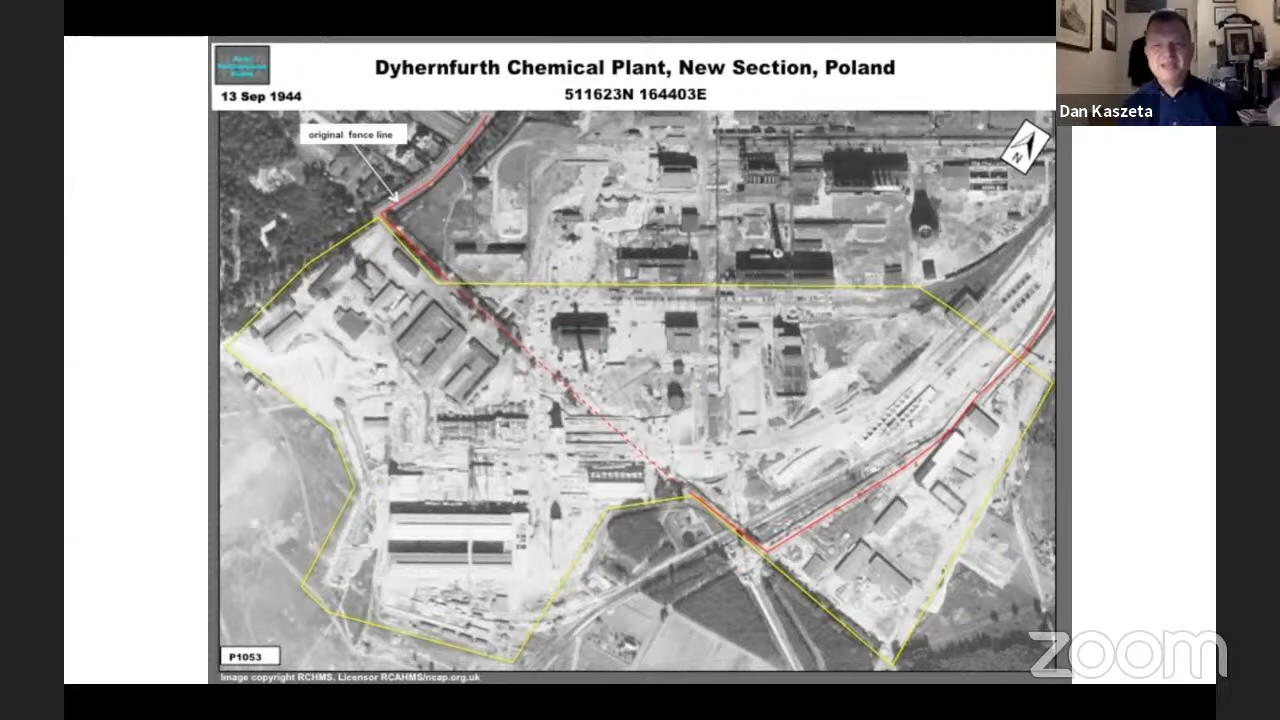 Dyhernfurth Chemical Plant, New Section, Poland
13 Sep 1944
511623N 164403E
original fence line
N
Dan Kaszeta
P1053
Image copyright RCHMS. Licensor RCAHMS/ncap.org.uk
zoom